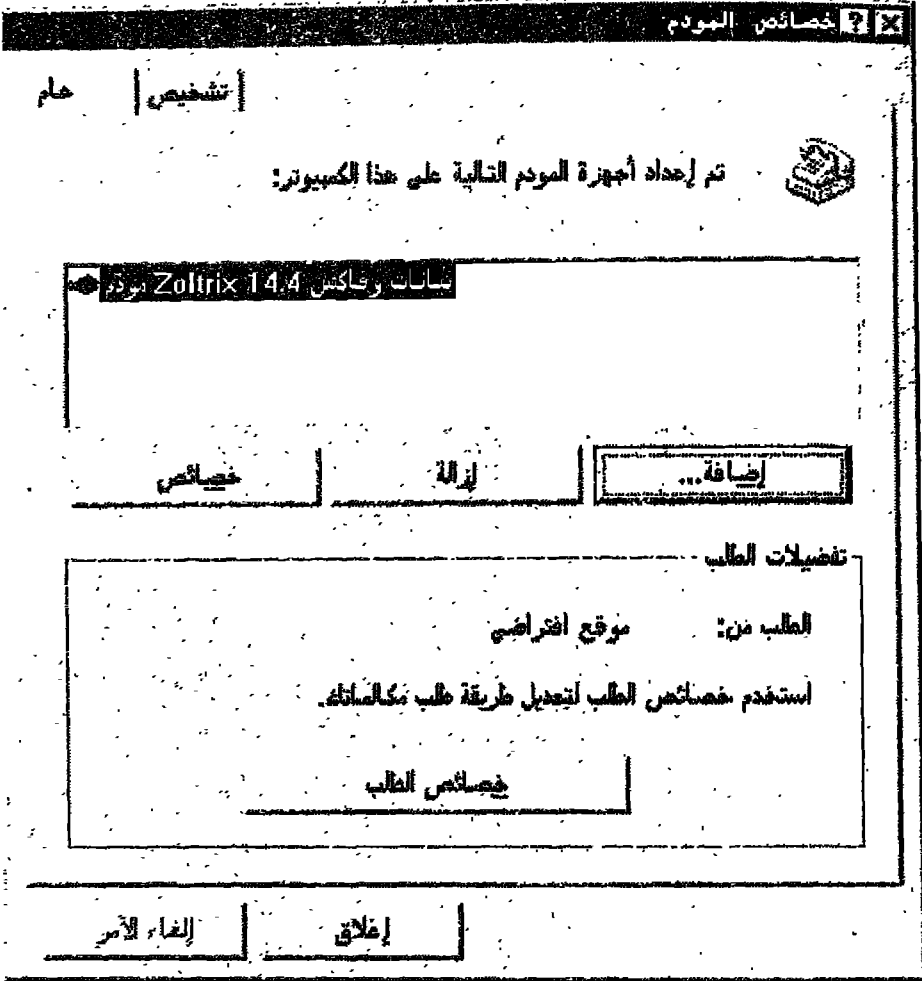 خصائص المودم
عام تشخيص
تم إعداد أجهزة المودم التالية على هذا الكمبيوتر:
بيانات وفاكس Zoltrix 14.4 مودم
إضافة... إزالة خصائص
تفضيلات الطلب
الطلب من: موقع افتراضي
استخدم خصائص الطلب لتعديل طريقة طلب مكالماتك.
خصائص الطلب
إغلاق إلغاء الأمر